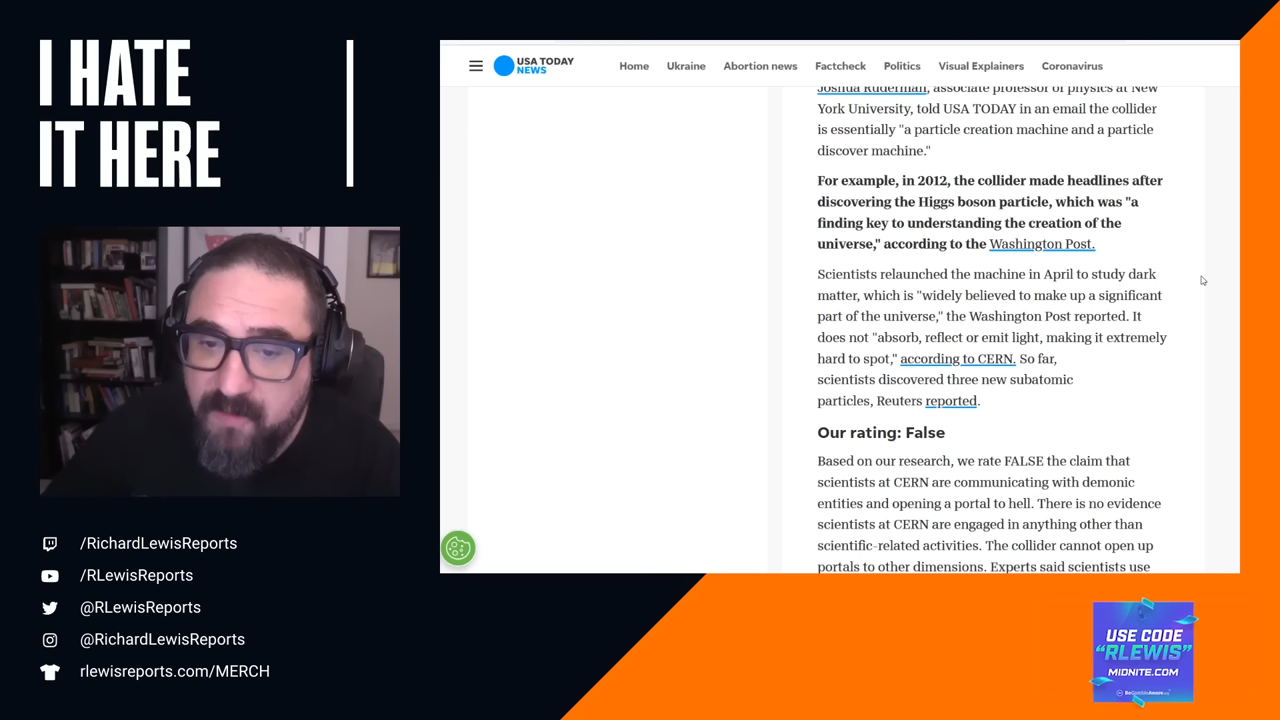 I HATE
IT HERE
/RichardLewisReports
/RLewisReports
@RLewisReports
@RichardLewisReports
rlewisreports.com/MERCH
USA TODAY
NEWS
Home
Ukraine
Abortion news
Factcheck
Politics
Visual Explainers
Coronavirus
Joshua Ruderman, associate professor of physics at New
York University, told USA TODAY in an email the collider
is essentially "a particle creation machine and a particle
discover machine."
For example, in 2012, the collider made headlines after
discovering the Higgs boson particle, which was "a
finding key to understanding the creation of the
universe," according to the Washington Post.
Scientists relaunched the machine in April to study dark
matter, which is "widely believed to make up a significant
part of the universe," the Washington Post reported. It
does not "absorb, reflect or emit light, making it extremely
hard to spot," according to CERN. So far,
scientists discovered three new subatomic
particles, Reuters reported.
Our rating: False
Based on our research, we rate FALSE the claim that
scientists at CERN are communicating with demonic
entities and opening a portal to hell. There is no evidence
scientists at CERN are engaged in anything other than
scientific-related activities. The collider cannot open up
portals to other dimensions. Experts said scientists use
USE CODE
"RLEWIS"
MIDNITE.COM
BeGambleAware.org